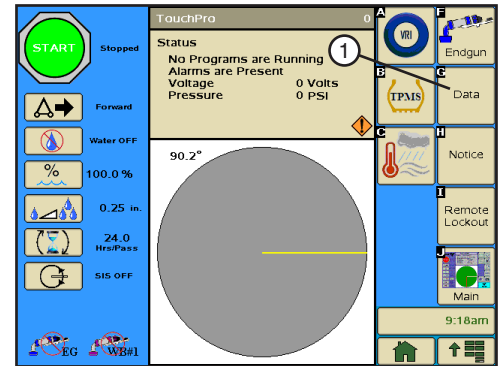 TouchPro 0
START
Stopped
Status
No Programs are Running
Alarms are Present
Voltage 0 Volts
Pressure 0 PSI
1
A
VRI
F
Endgun
B
TPMS
G
Data
C
H
Notice
I
Remote
Lockout
J
Main
Forward
Water OFF
%
100.0 %
0.25 in.
24.0
Hrs/Pass
SIS OFF
EG
WB#1
90.2°
9:18am